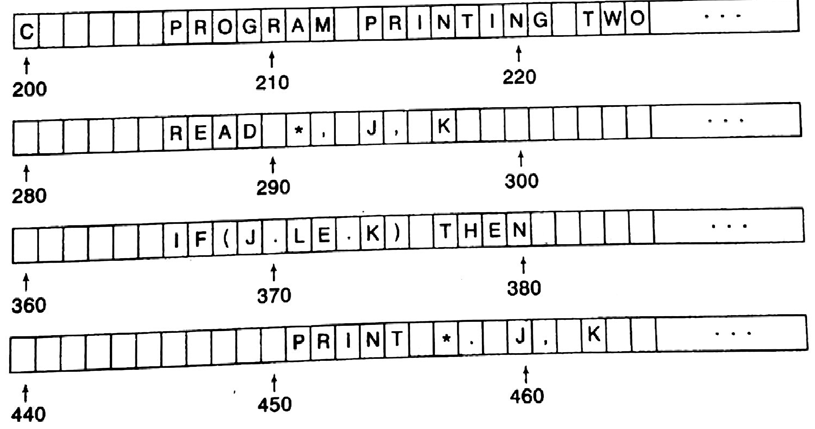 C PROGRAM PRINTING TWO ...
200 210 220
READ *, J, K ...
280 290 300
IF(J.LE.K) THEN ...
360 370 380
PRINT *. J, K ...
440 450 460